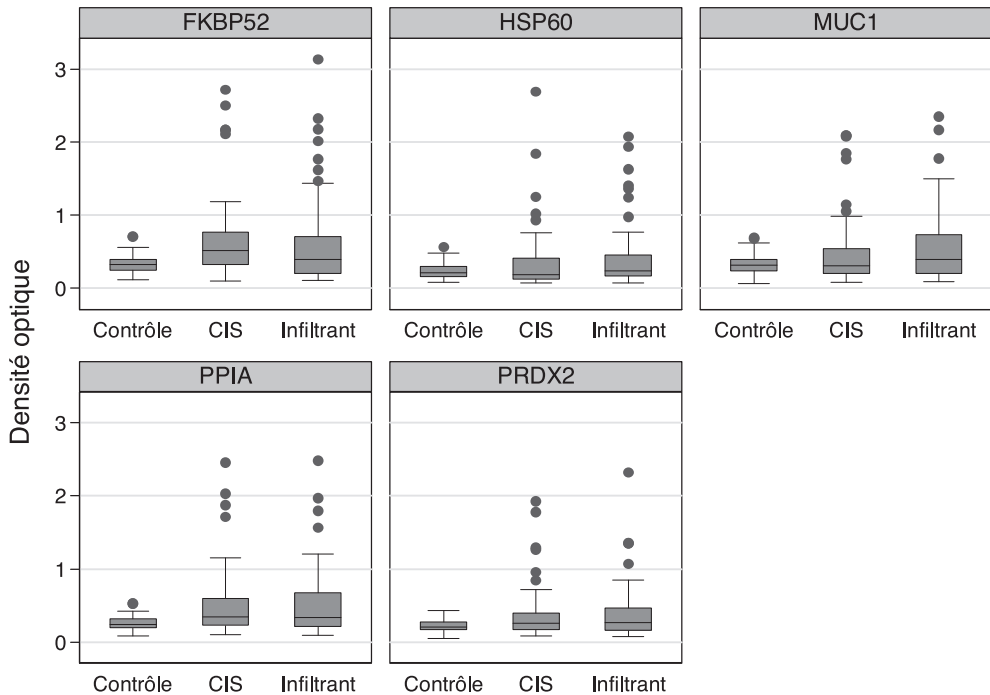 FKBP52
HSP60
MUC1
3
2
1
0
Contrôle CIS Infiltrant
Contrôle CIS Infiltrant
Contrôle CIS Infiltrant
Densité optique
PPIA
PRDX2
3
2
1
0
Contrôle CIS Infiltrant
Contrôle CIS Infiltrant